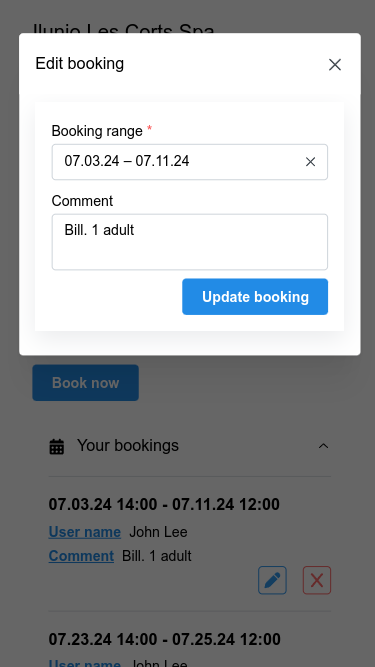 Ilunio Les Corts Spa
Edit booking
Booking range *
07.03.24 – 07.11.24
Comment
Bill. 1 adult
Update booking
Book now
Your bookings
07.03.24 14:00 - 07.11.24 12:00
User name John Lee
Comment Bill. 1 adult
07.23.24 14:00 - 07.25.24 12:00
User name John Lee